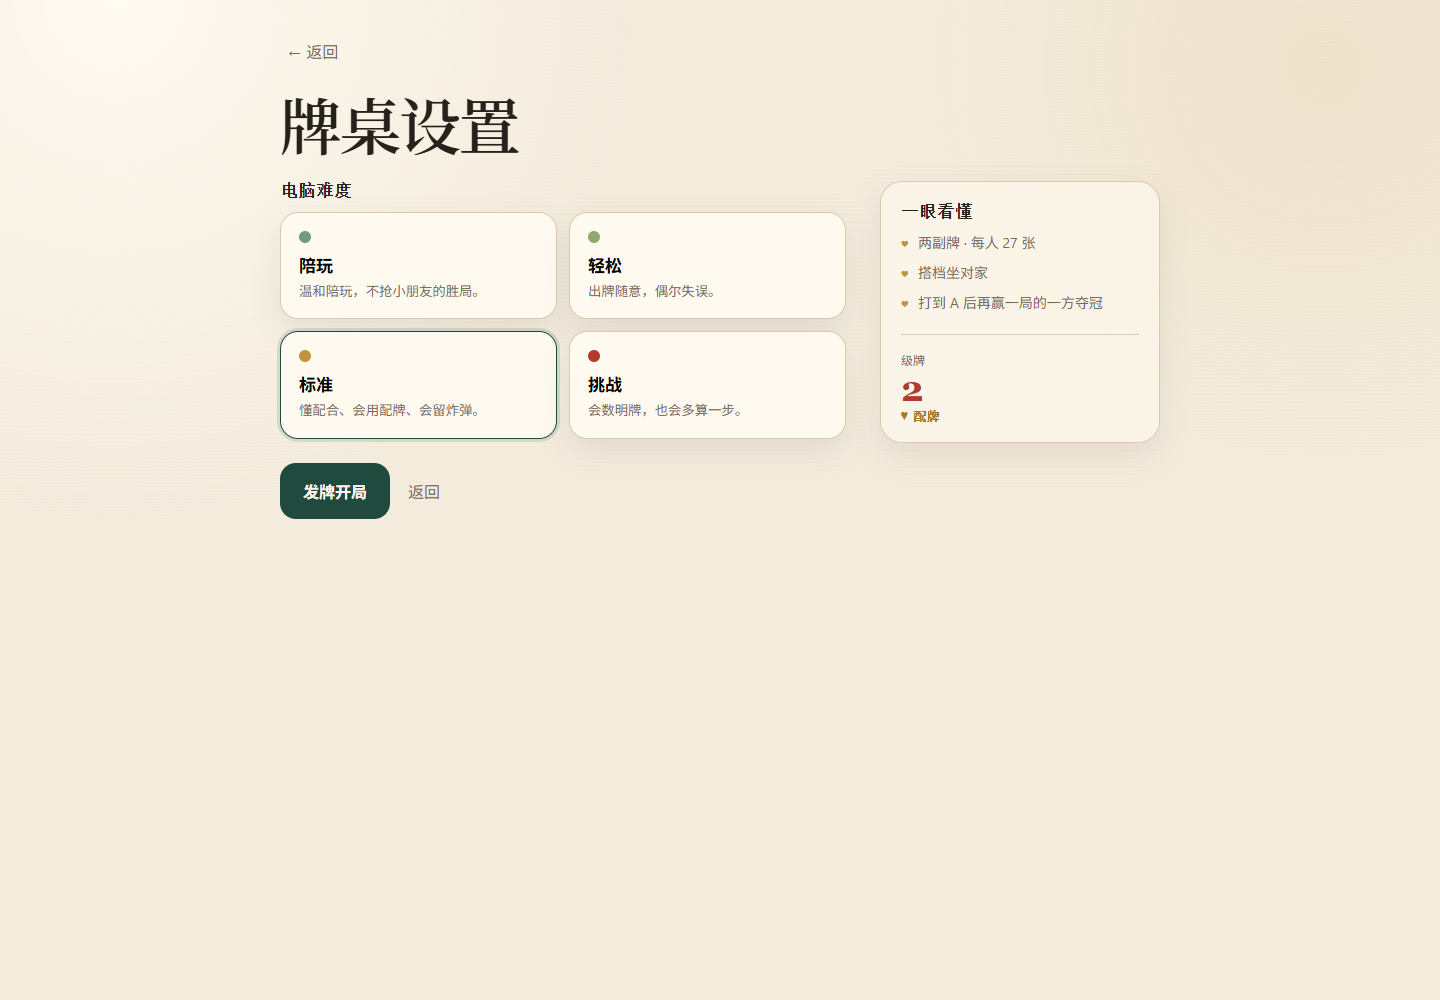 ← 返回
牌桌设置
电脑难度
陪玩
温和陪玩，不抢小朋友的胜局。
轻松
出牌随意，偶尔失误。
标准
懂配合、会用配牌、会留炸弹。
挑战
会数明牌，也会多算一步。
发牌开局
返回
一眼看懂
♥ 两副牌 · 每人 27 张
♥ 搭档坐对家
♥ 打到 A 后再赢一局的一方夺冠
级牌
2
♥ 配牌